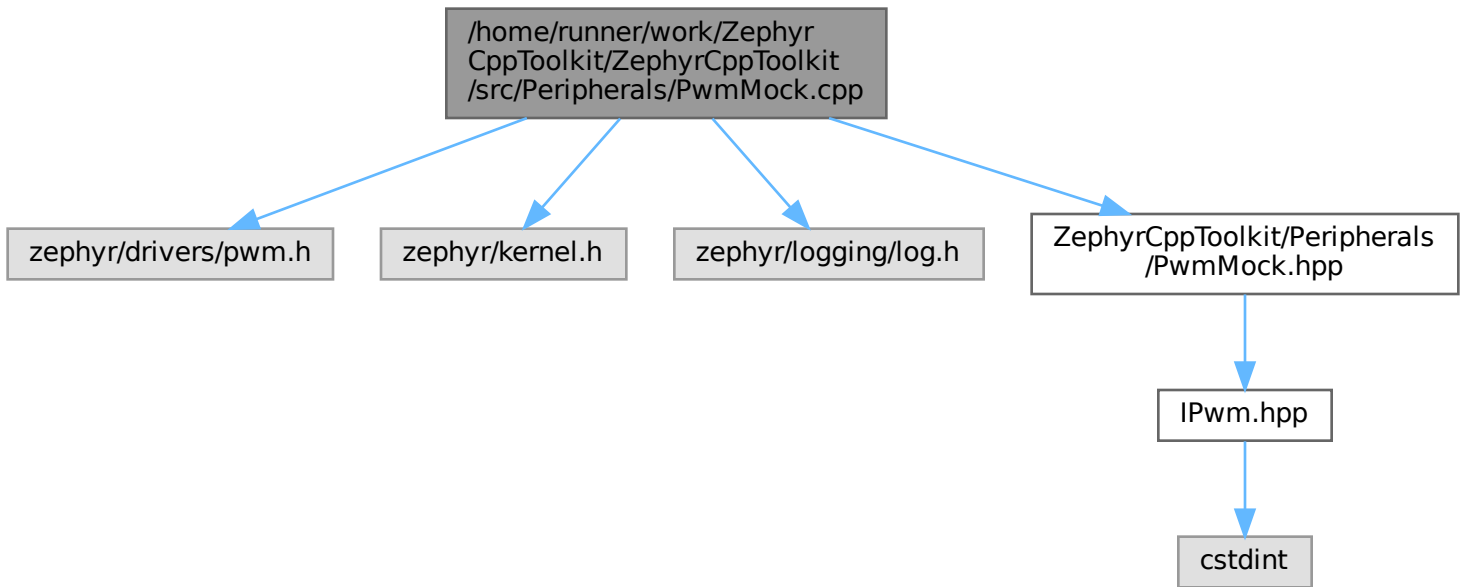 /home/runner/work/Zephyr
CppToolkit/ZephyrCppToolkit
/src/Peripherals/PwmMock.cpp
zephyr/drivers/pwm.h
zephyr/kernel.h
zephyr/logging/log.h
ZephyrCppToolkit/Peripherals
/PwmMock.hpp
IPwm.hpp
cstdint